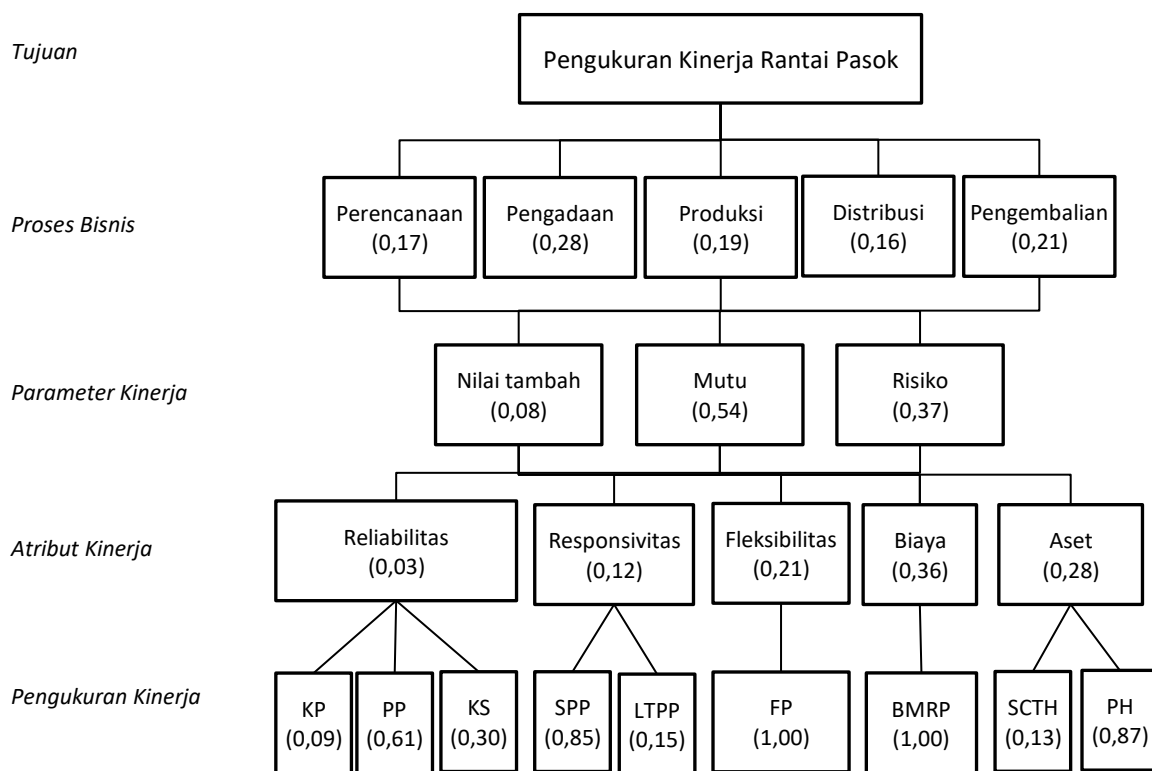 Tujuan
Pengukuran Kinerja Rantai Pasok
Proses Bisnis
Perencanaan
(0,17)
Pengadaan
(0,28)
Produksi
(0,19)
Distribusi
(0,16)
Pengembalian
(0,21)
Parameter Kinerja
Nilai tambah
(0,08)
Mutu
(0,54)
Risiko
(0,37)
Atribut Kinerja
Reliabilitas
(0,03)
Responsivitas
(0,12)
Fleksibilitas
(0,21)
Biaya
(0,36)
Aset
(0,28)
Pengukuran Kinerja
KP
(0,09)
PP
(0,61)
KS
(0,30)
SPP
(0,85)
LTPP
(0,15)
FP
(1,00)
BMRP
(1,00)
SCTH
(0,13)
PH
(0,87)